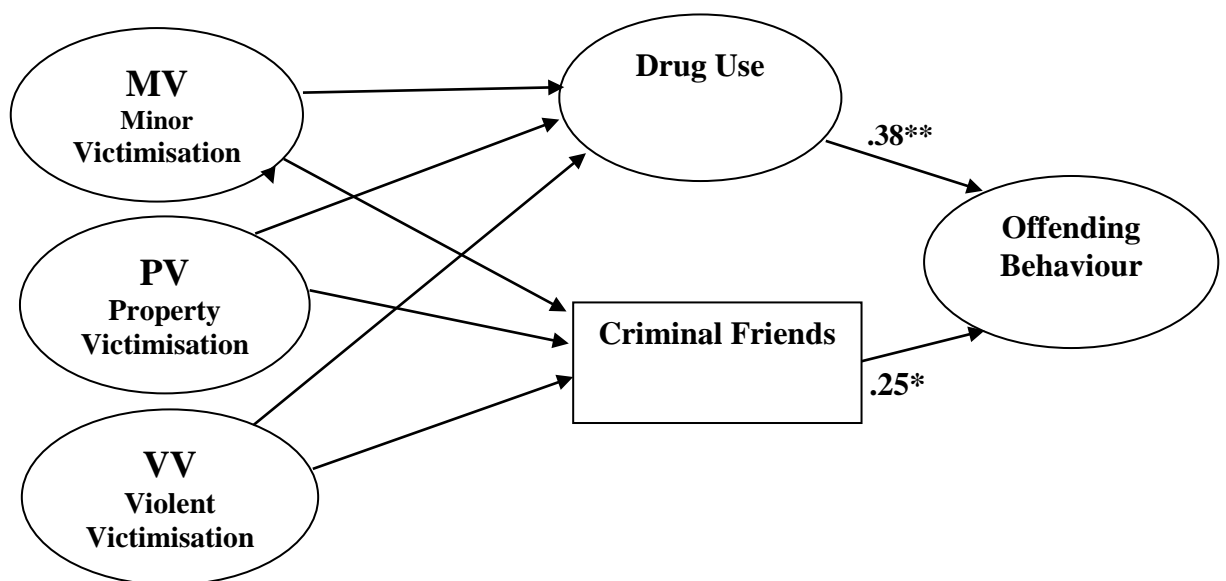 MV
Minor
Victimisation
PV
Property
Victimisation
VV
Violent
Victimisation
Drug Use
Criminal Friends
.38**
.25*
Offending
Behaviour